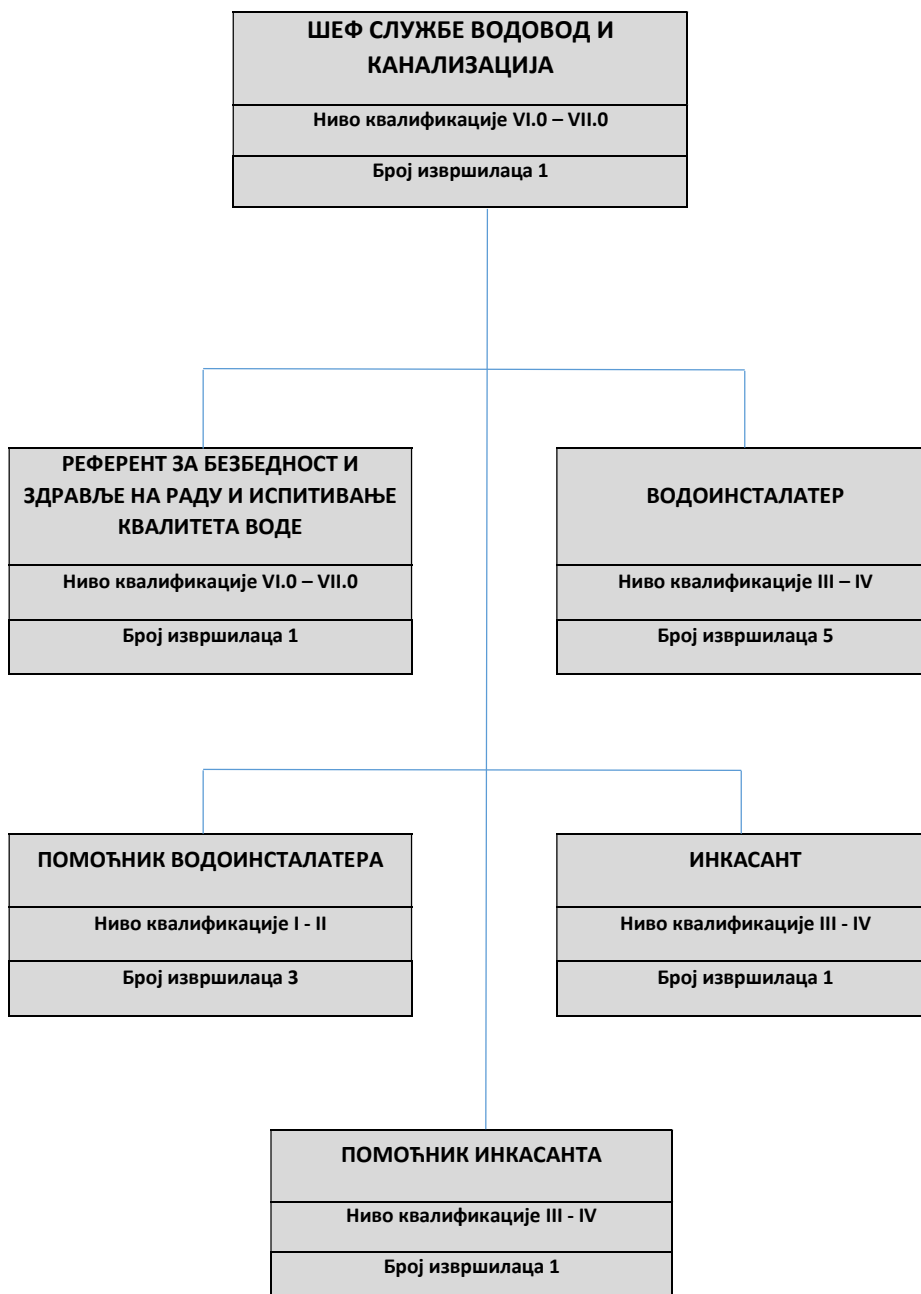 ШЕФ СЛУЖБЕ ВОДОВОД И
КАНАЛИЗАЦИЈА
Ниво квалификације VI.0 – VII.0
Број извршилаца 1
РЕФЕРЕНТ ЗА БЕЗБЕДНОСТ И
ЗДРАВЉЕ НА РАДУ И ИСПИТИВАЊЕ
КВАЛИТЕТА ВОДЕ
Ниво квалификације VI.0 – VII.0
Број извршилаца 1
ВОДОИНСТАЛАТЕР
Ниво квалификације III – IV
Број извршилаца 5
ПОМОЋНИК ВОДОИНСТАЛАТЕРА
Ниво квалификације I - II
Број извршилаца 3
ИНКАСАНТ
Ниво квалификације III - IV
Број извршилаца 1
ПОМОЋНИК ИНКАСАНТА
Ниво квалификације III - IV
Број извршилаца 1